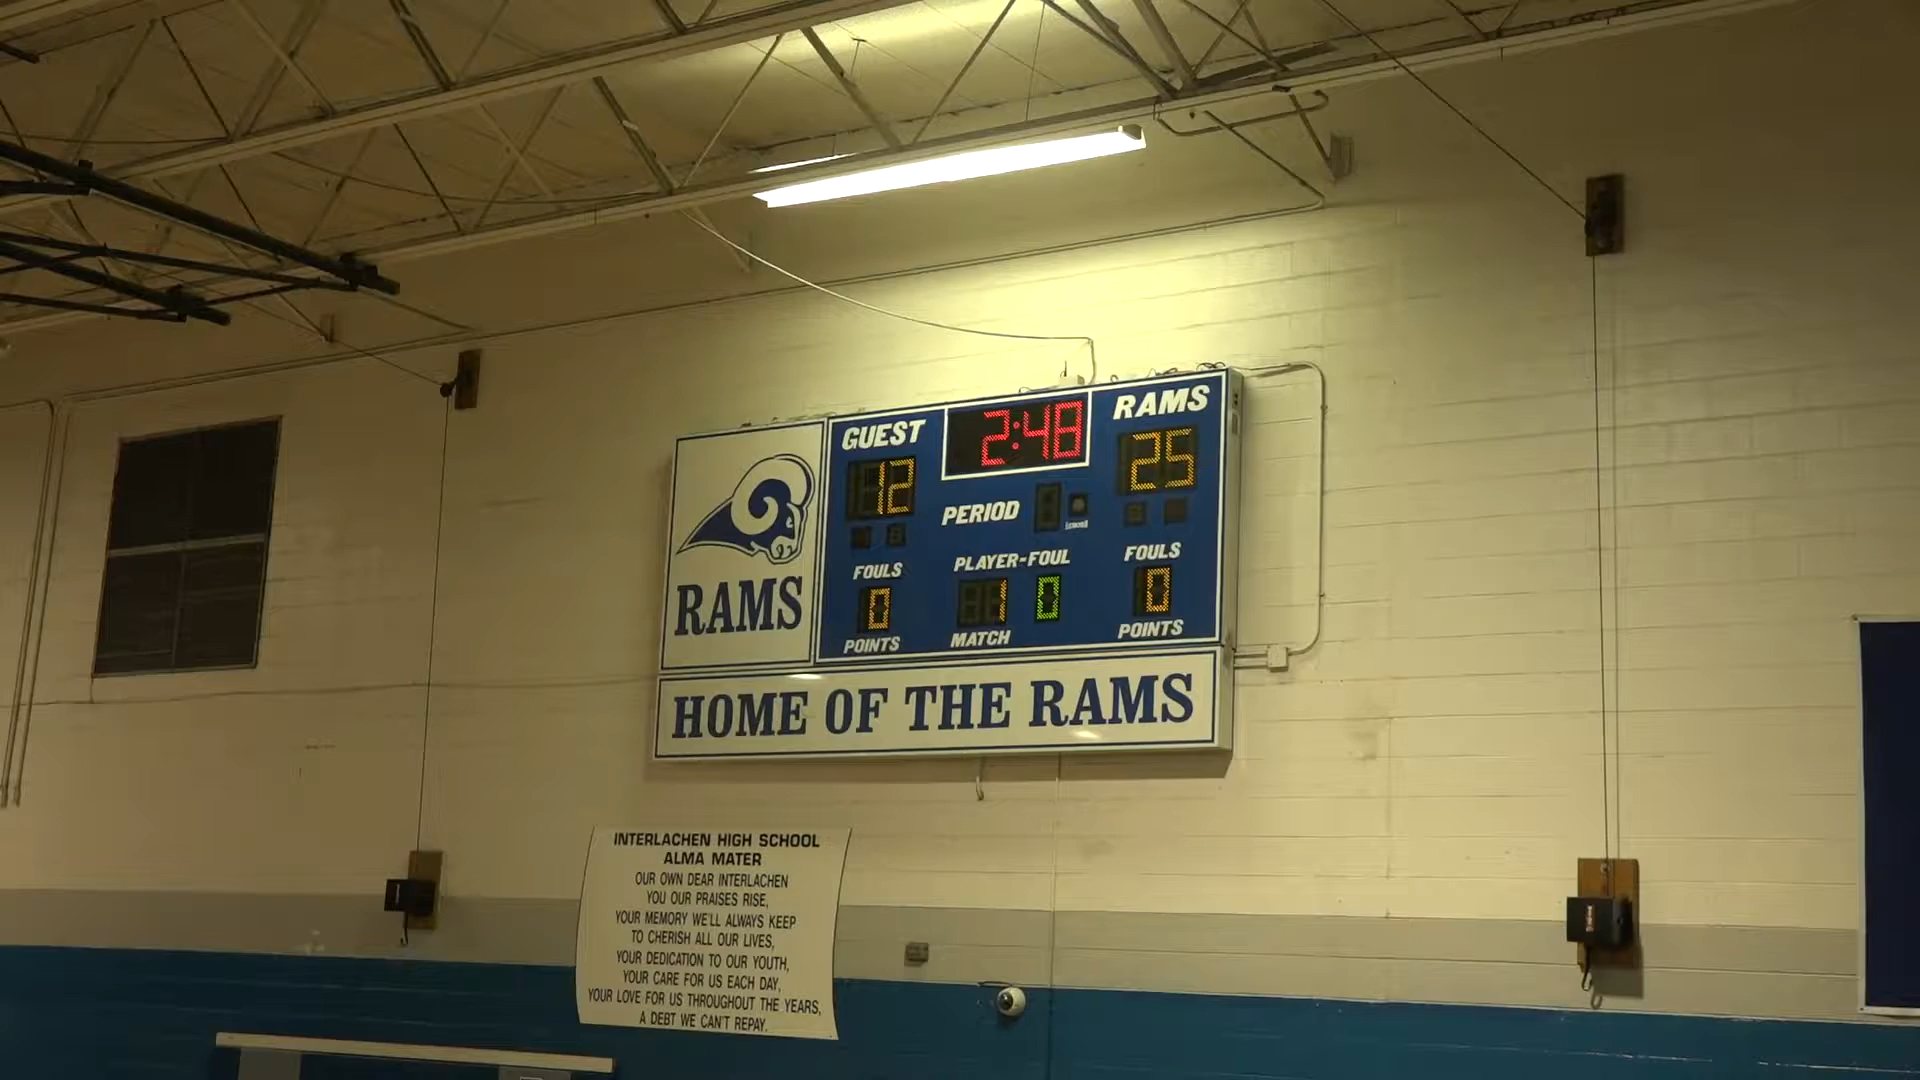 GUEST
2:48
RAMS
12
25
PERIOD
PLAYER-FOUL
FOULS
FOULS
0
1
0
0
POINTS
MATCH
POINTS
RAMS
HOME OF THE RAMS
INTERLACHEN HIGH SCHOOL
ALMA MATER
OUR OWN DEAR INTERLACHEN
YOU OUR PRAISES RISE,
YOUR MEMORY WE'LL ALWAYS KEEP
TO CHERISH ALL OUR LIVES,
YOUR DEDICATION TO OUR YOUTH,
YOUR CARE FOR US EACH DAY,
YOUR LOVE FOR US THROUGHOUT THE YEARS,
A DEBT WE CAN'T REPAY.